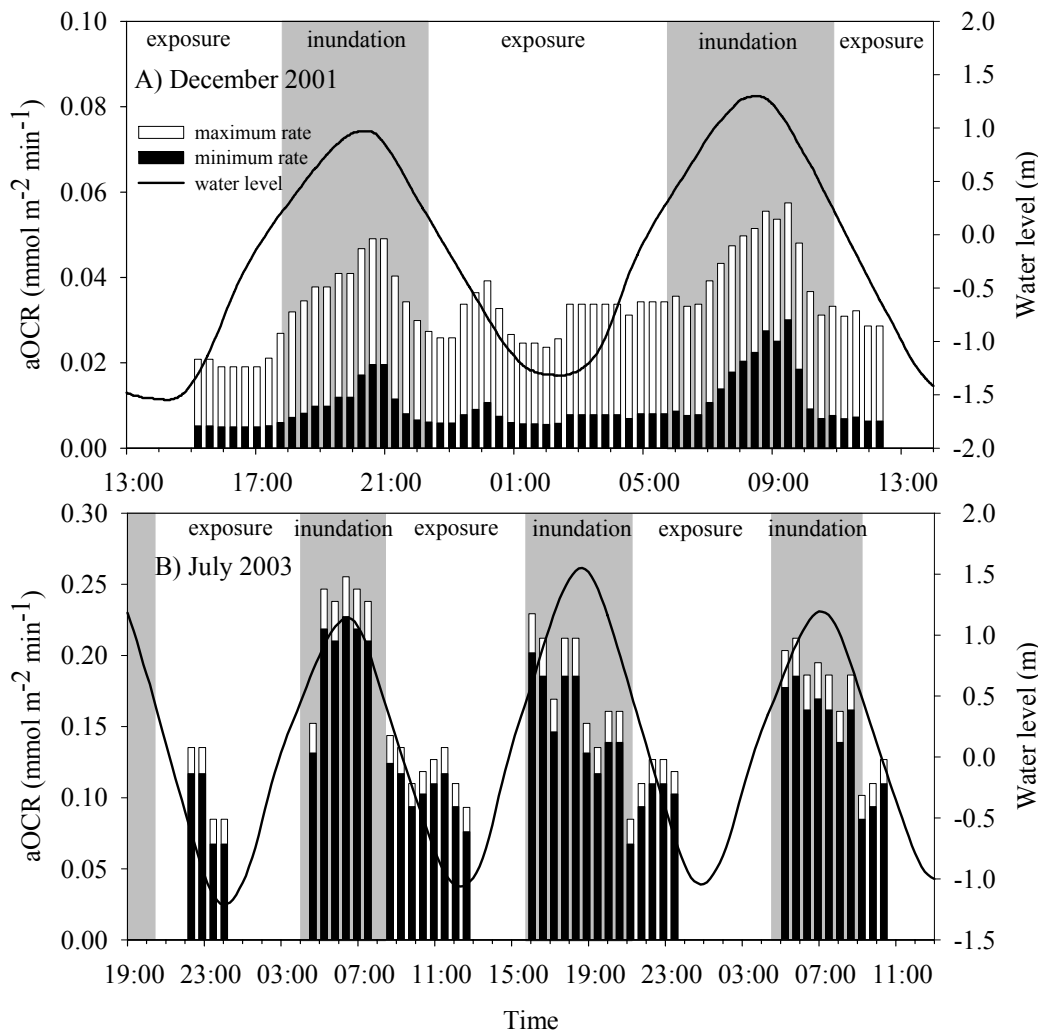 0.10
0.08
0.06
0.04
0.02
0.00
aOCR (mmol m-2 min-1)
exposure inundation exposure inundation exposure
A) December 2001
maximum rate
minimum rate
water level
2.0
1.5
1.0
0.5
0.0
-0.5
-1.0
-1.5
-2.0
Water level (m)
13:00 17:00 21:00 01:00 05:00 09:00 13:00
0.30
0.25
0.20
0.15
0.10
0.05
0.00
aOCR (mmol m-2 min-1)
exposure inundation exposure inundation exposure inundation
B) July 2003
2.0
1.5
1.0
0.5
0.0
-0.5
-1.0
-1.5
Water level (m)
19:00 23:00 03:00 07:00 11:00 15:00 19:00 23:00 03:00 07:00 11:00
Time